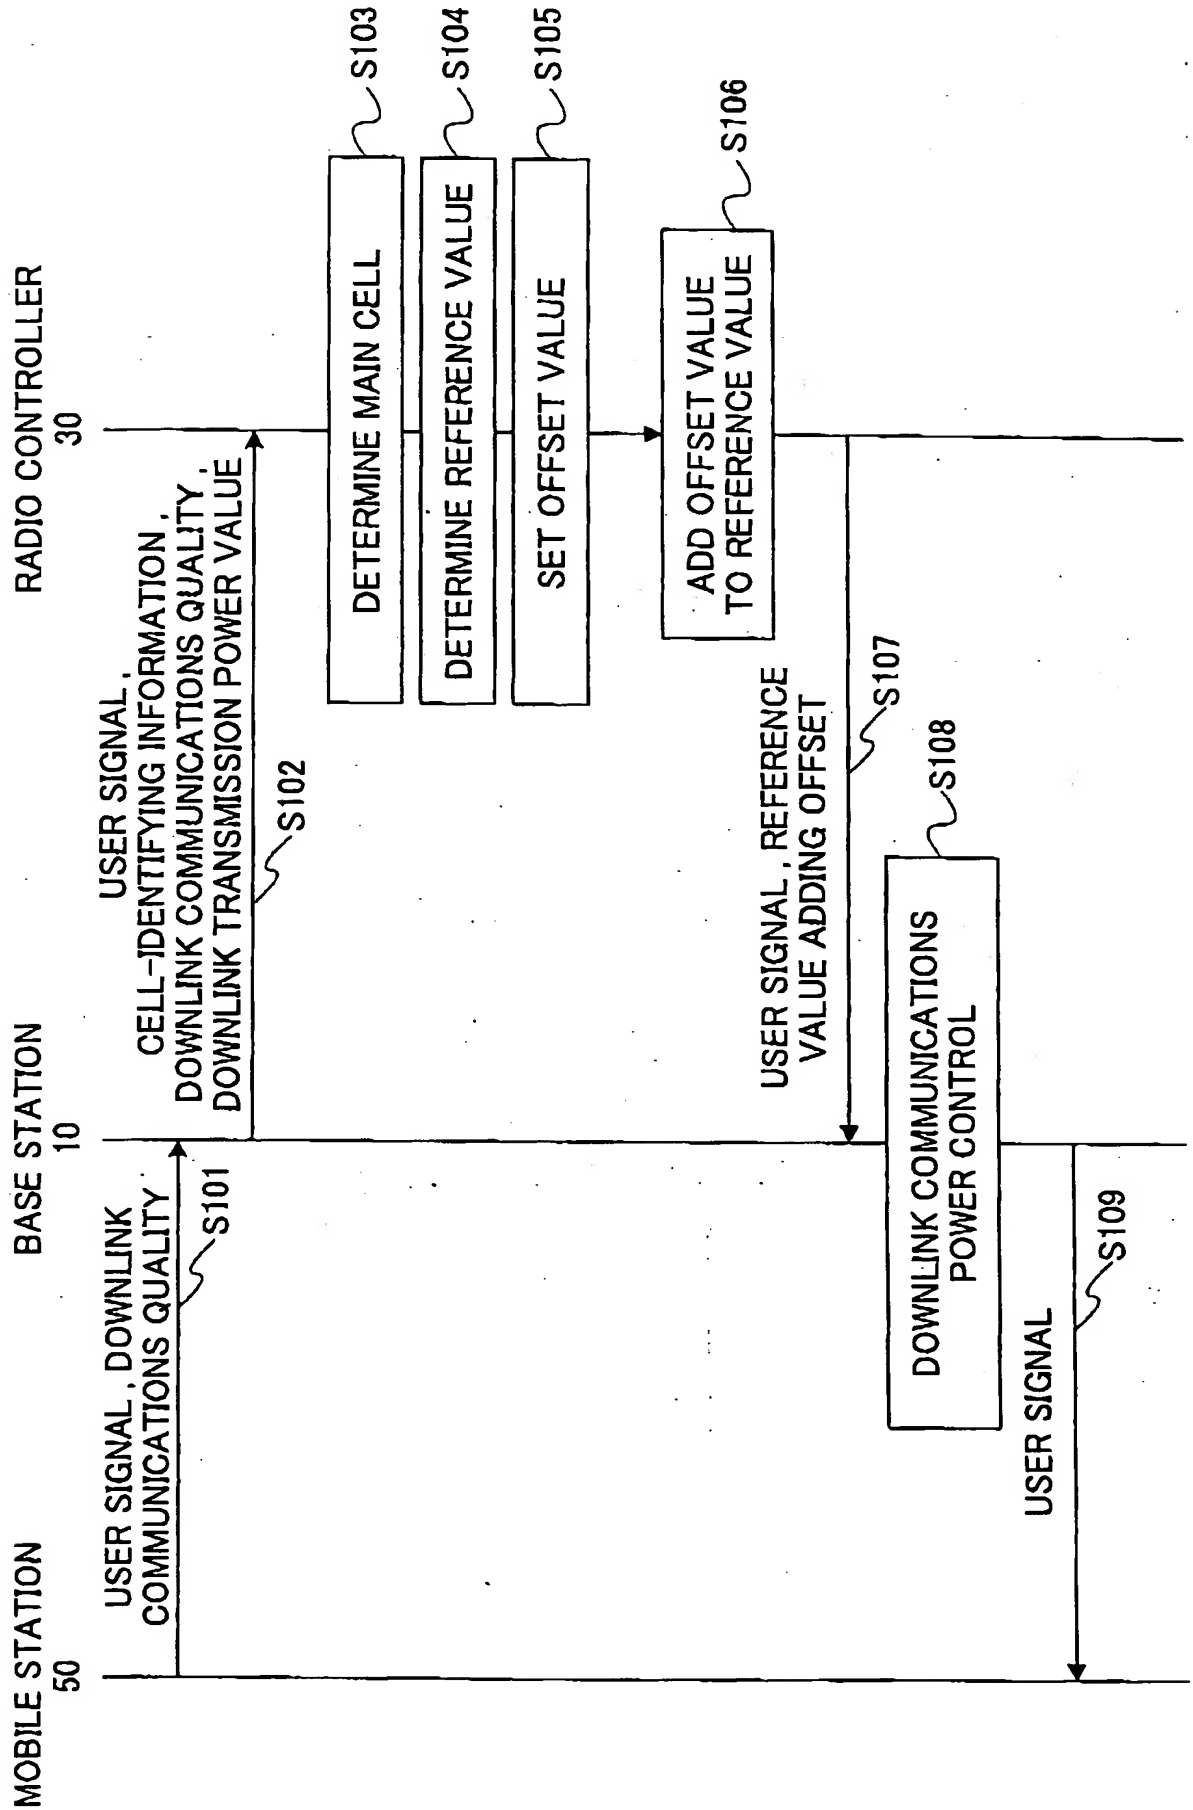 MOBILE STATION
50
BASE STATION
10
RADIO CONTROLLER
30
USER SIGNAL, DOWNLINK
COMMUNICATIONS QUALITY
S101
USER SIGNAL,
CELL-IDENTIFYING INFORMATION,
DOWNLINK COMMUNICATIONS QUALITY,
DOWNLINK TRANSMISSION POWER VALUE
S102
DETERMINE MAIN CELL
S103
DETERMINE REFERENCE VALUE
S104
SET OFFSET VALUE
S105
ADD OFFSET VALUE
TO REFERENCE VALUE
S106
USER SIGNAL, REFERENCE
VALUE ADDING OFFSET
S107
DOWNLINK COMMUNICATIONS
POWER CONTROL
S108
USER SIGNAL
S109